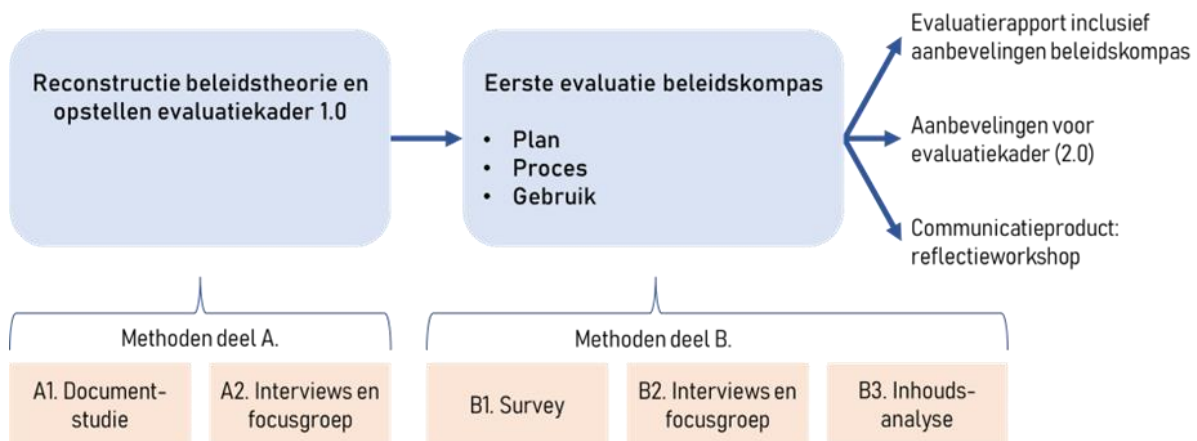 Reconstructie beleidstheorie en
opstellen evaluatiekader 1.0
Eerste evaluatie beleidskompas
• Plan
• Proces
• Gebruik
Evaluatierapport inclusief
aanbevelingen beleidskompas
Aanbevelingen voor
evaluatiekader (2.0)
Communicatieproduct:
reflectieworkshop
Methoden deel A.
A1. Document-
studie
A2. Interviews en
focusgroep
Methoden deel B.
B1. Survey
B2. Interviews en
focusgroep
B3. Inhouds-
analyse